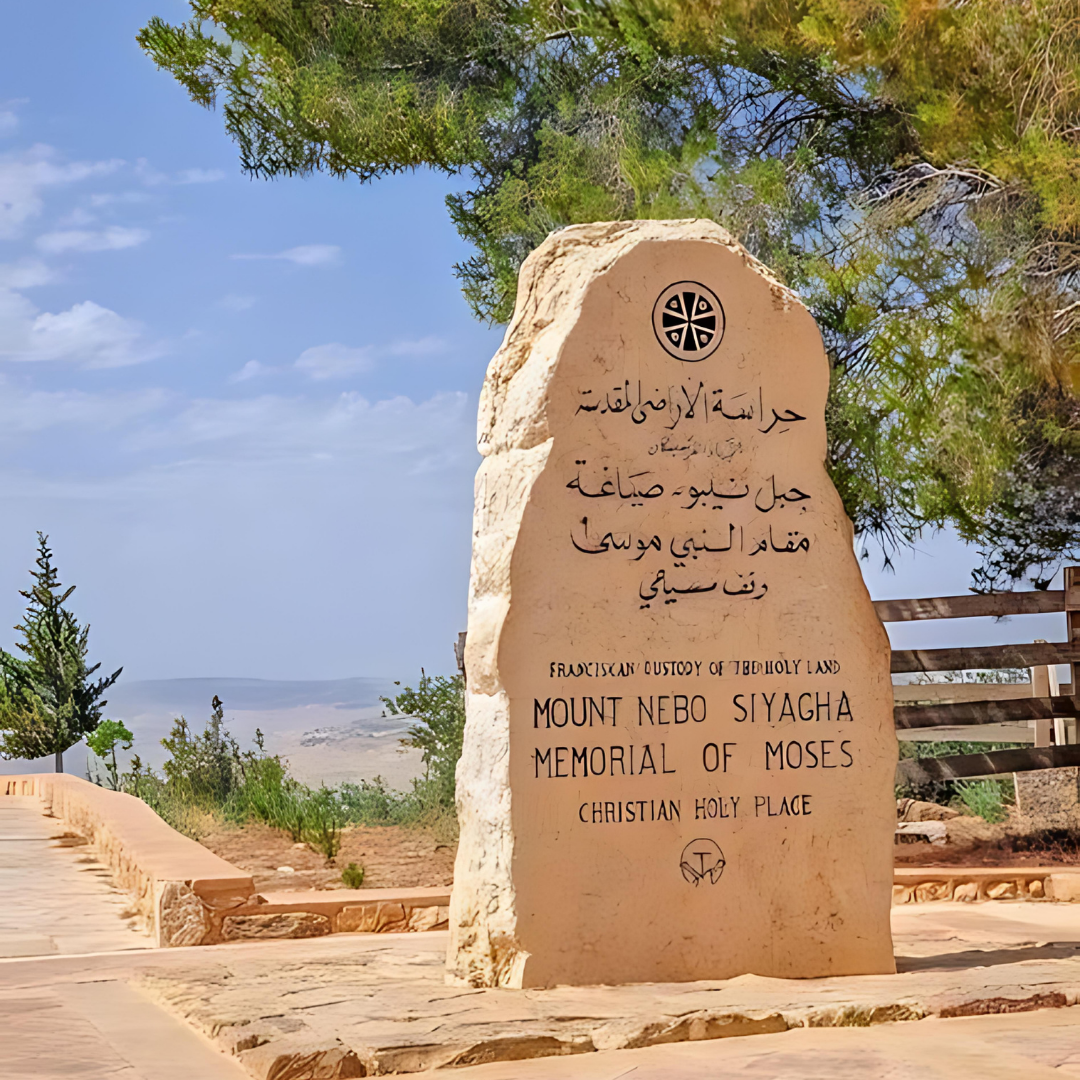 حراسة الاراضي المقدسة
جبل نيبو - صياغة
مقام النبي موسى
وقف مسيحي
FRANCISCAN CUSTODY OF THE HOLY LAND
MOUNT NEBO SIYAGHA
MEMORIAL OF MOSES
CHRISTIAN HOLY PLACE